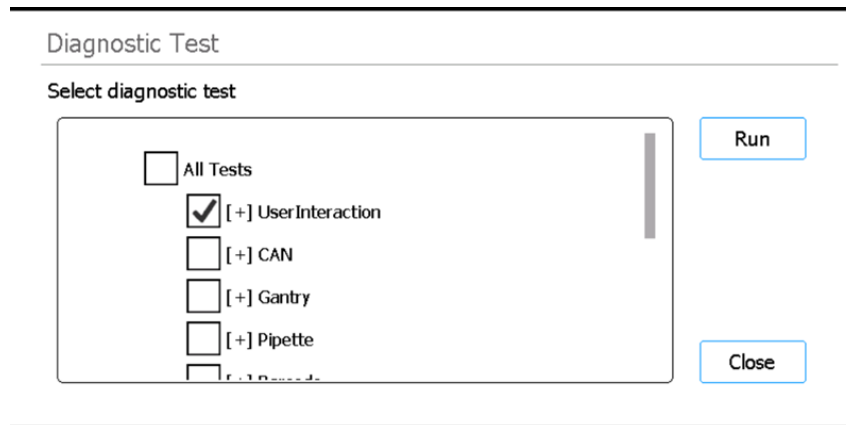 Diagnostic Test
Select diagnostic test
Run
All Tests
[+] UserInteraction
[+] CAN
[+] Gantry
[+] Pipette
Close